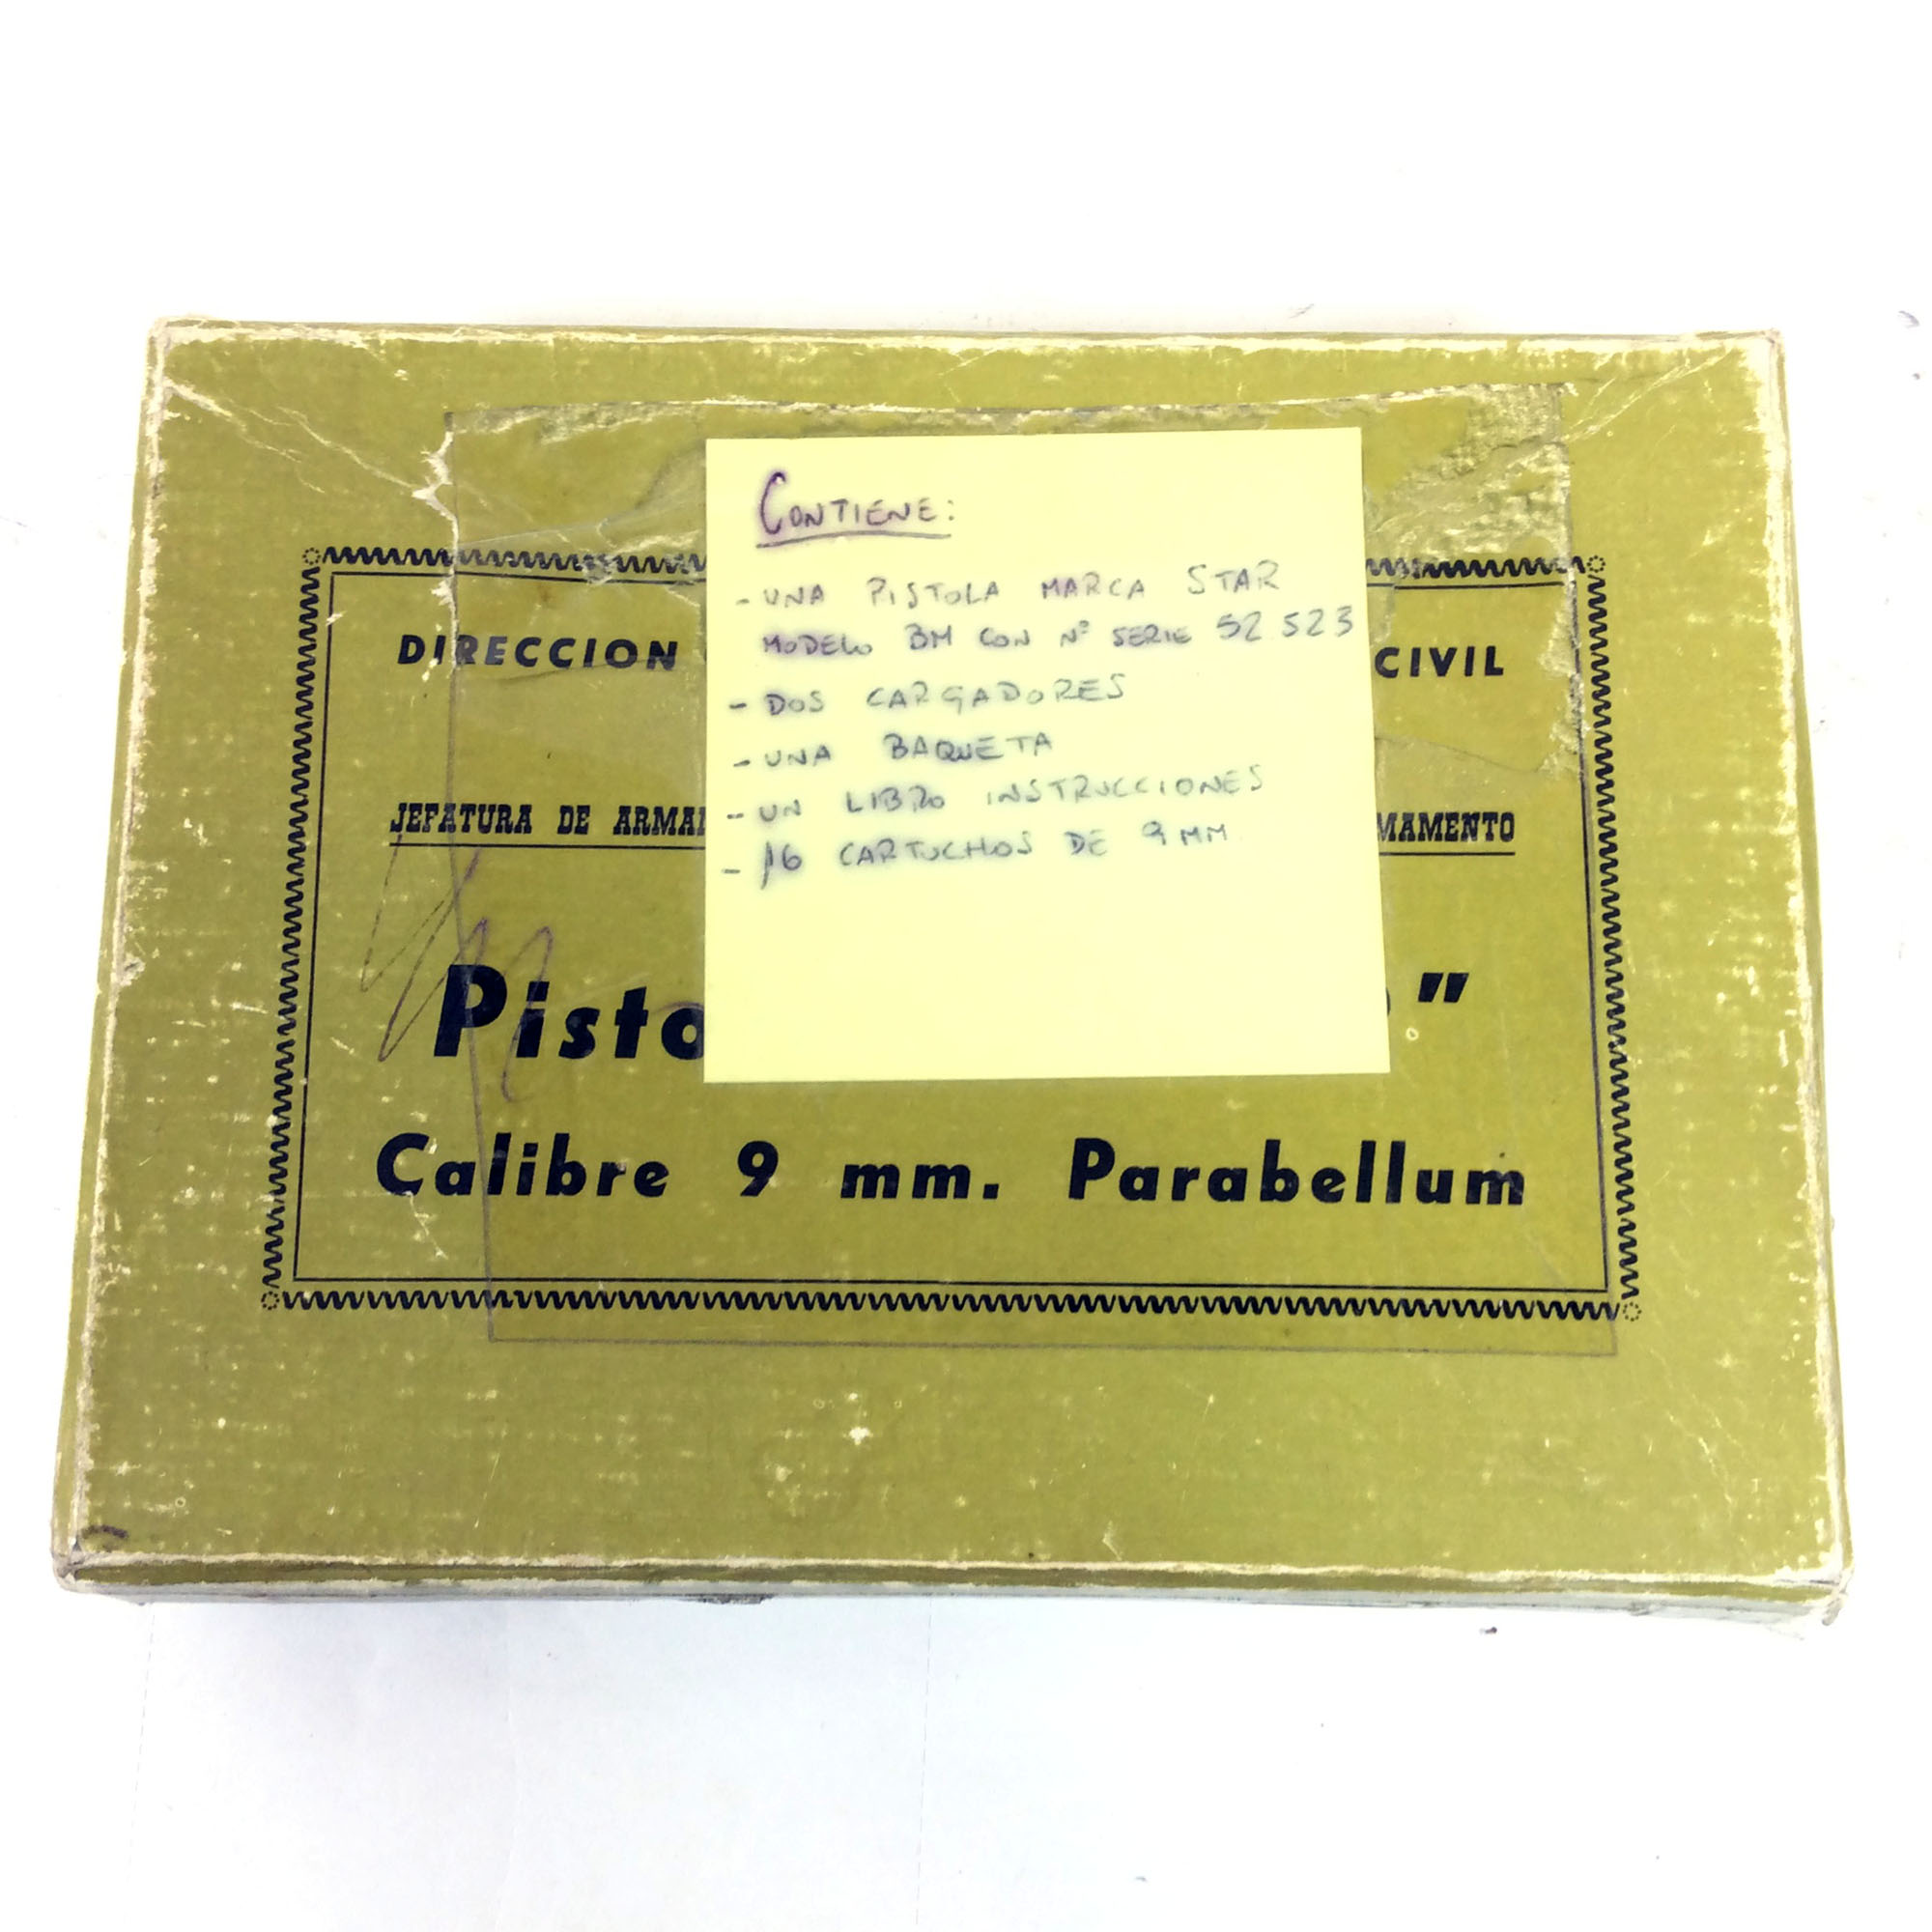 CONTIENE:
- UNA PISTOLA MARCA STAR
MODELO BM CON Nº SERIE 52 523
- DOS CARGADORES
- UNA BAQUETA
- UN LIBRO INSTRUCCIONES
- 16 CARTUCHOS DE 9 MM
DIRECCION CIVIL
JEFATURA DE ARMA MAMENTO
Pisto "
Calibre 9 mm. Parabellum